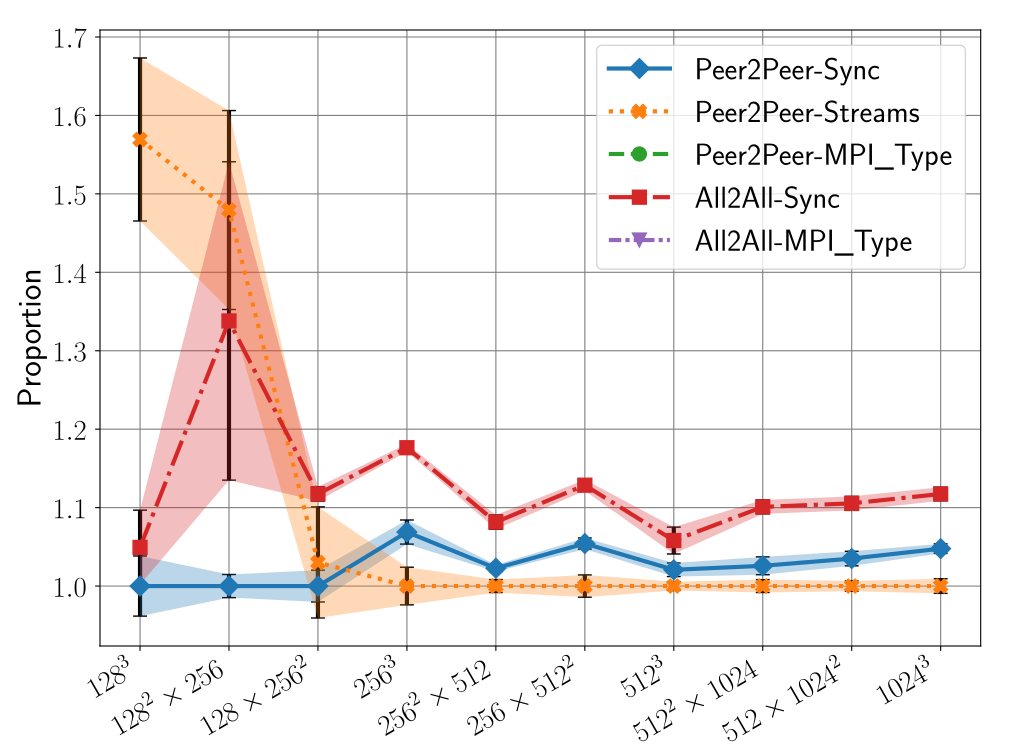 1.7
1.6
1.5
1.4
1.3
1.2
1.1
1.0
Proportion
Peer2Peer-Sync
Peer2Peer-Streams
Peer2Peer-MPI_Type
All2All-Sync
All2All-MPI_Type
128³
128² × 256
128 × 256²
256³
256² × 512
256 × 512²
512³
512² × 1024
512 × 1024²
1024³